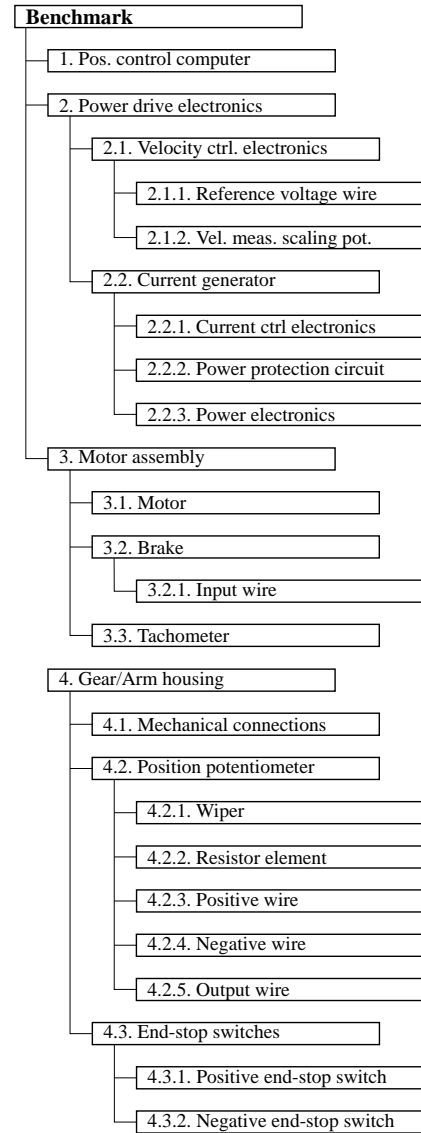 Benchmark
1. Pos. control computer
2. Power drive electronics
2.1. Velocity ctrl. electronics
2.1.1. Reference voltage wire
2.1.2. Vel. meas. scaling pot.
2.2. Current generator
2.2.1. Current ctrl electronics
2.2.2. Power protection circuit
2.2.3. Power electronics
3. Motor assembly
3.1. Motor
3.2. Brake
3.2.1. Input wire
3.3. Tachometer
4. Gear/Arm housing
4.1. Mechanical connections
4.2. Position potentiometer
4.2.1. Wiper
4.2.2. Resistor element
4.2.3. Positive wire
4.2.4. Negative wire
4.2.5. Output wire
4.3. End-stop switches
4.3.1. Positive end-stop switch
4.3.2. Negative end-stop switch